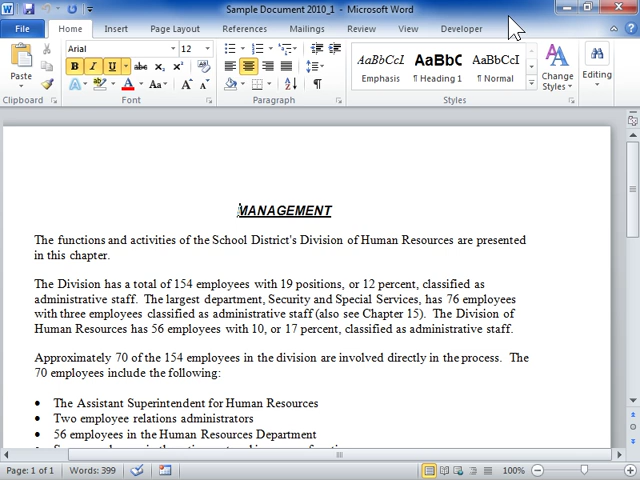 Sample Document 2010_1 - Microsoft Word
File Home Insert Page Layout References Mailings Review View Developer
Arial 12
AaBbCcI AaBbC AaBbCcI
Paste
B I U abc x₂ x²
Emphasis ¶ Heading 1 ¶ Normal
Change Styles Editing
Aa A A
Clipboard Font Paragraph Styles
MANAGEMENT
The functions and activities of the School District's Division of Human Resources are presented
in this chapter.
The Division has a total of 154 employees with 19 positions, or 12 percent, classified as
administrative staff. The largest department, Security and Special Services, has 76 employees
with three employees classified as administrative staff (also see Chapter 15). The Division of
Human Resources has 56 employees with 10, or 17 percent, classified as administrative staff.
Approximately 70 of the 154 employees in the division are involved directly in the process. The
70 employees include the following:
• The Assistant Superintendent for Human Resources
• Two employee relations administrators
• 56 employees in the Human Resources Department
Page: 1 of 1 Words: 399 100%